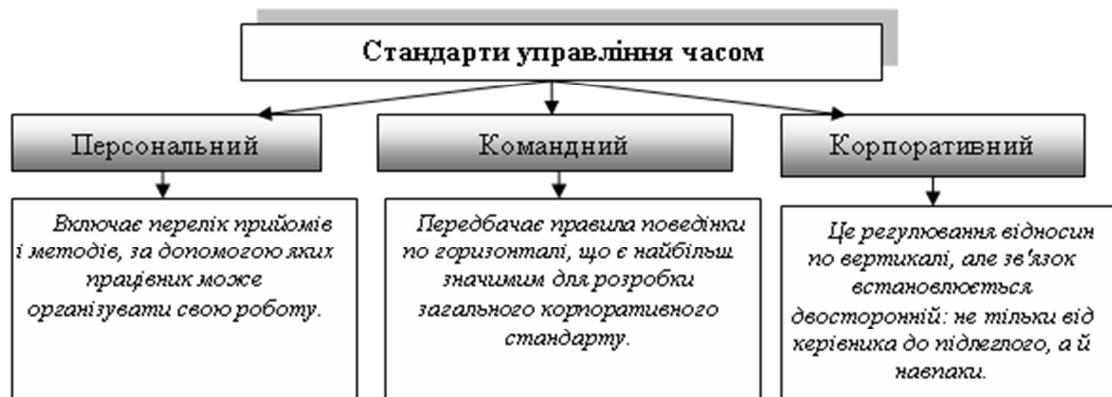 Стандарти управління часом
Персональний
Командний
Корпоративний
Включає перелік прийомів
і методів, за допомогою яких
працівник може
організувати свою роботу.
Передбачає правила поведінки
по горизонталі, що є найбільш
значимим для розробки
загального корпоративного
стандарту.
Це регулювання відносин
по вертикалі, але зв'язок
встановлюється
двосторонній: не тільки від
керівника до підлеглого, а й
навпаки.